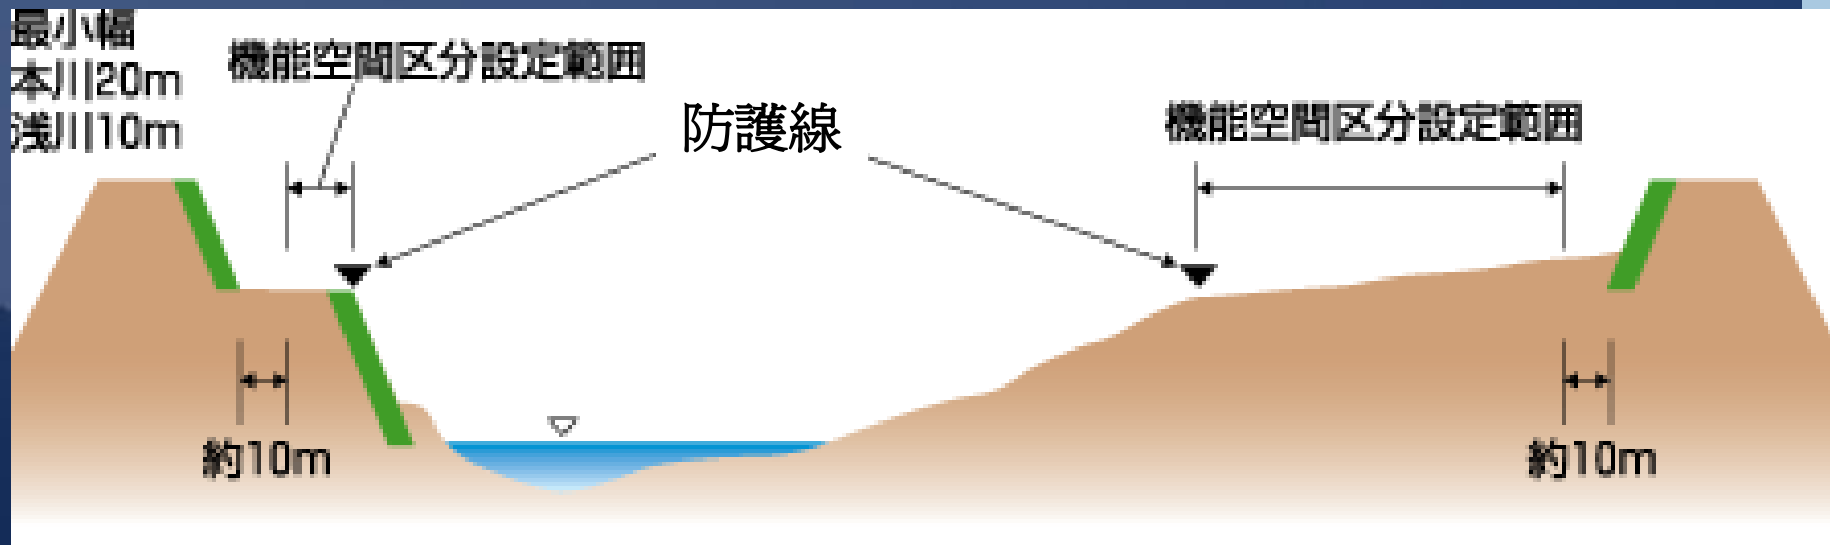 最小幅
本川20m
浅川10m
機能空間区分設定範囲
防護線
機能空間区分設定範囲
約10m
約10m